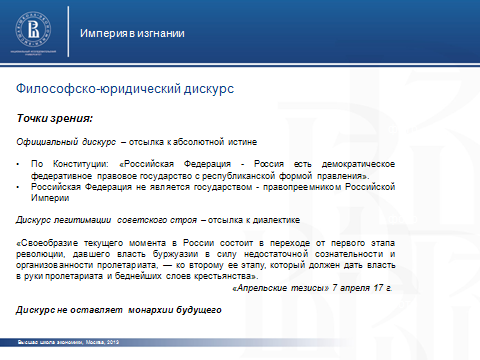 Империя в изгнании
Философско-юридический дискурс
Точки зрения:
Официальный дискурс – отсылка к абсолютной истине
• По Конституции: «Российская Федерация - Россия есть демократическое
федеративное правовое государство с республиканской формой правления».
• Российская Федерация не является государством - правопреемником Российской
Империи
Дискурс легитимации советского строя – отсылка к диалектике
«Своеобразие текущего момента в России состоит в переходе от первого этапа
революции, давшего власть буржуазии в силу недостаточной сознательности и
организованности пролетариата, — ко второму ее этапу, который должен дать власть
в руки пролетариата и беднейших слоев крестьянства».
«Апрельские тезисы» 7 апреля 17 г.
Дискурс не оставляет монархии будущего
Высшая школа экономики, Москва, 2013